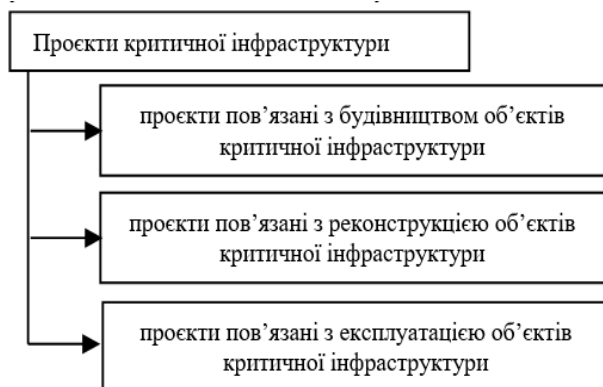 Проєкти критичної інфраструктури
проєкти пов’язані з будівництвом об’єктів
критичної інфраструктури
проєкти пов’язані з реконструкцією об’єктів
критичної інфраструктури
проєкти пов’язані з експлуатацією об’єктів
критичної інфраструктури